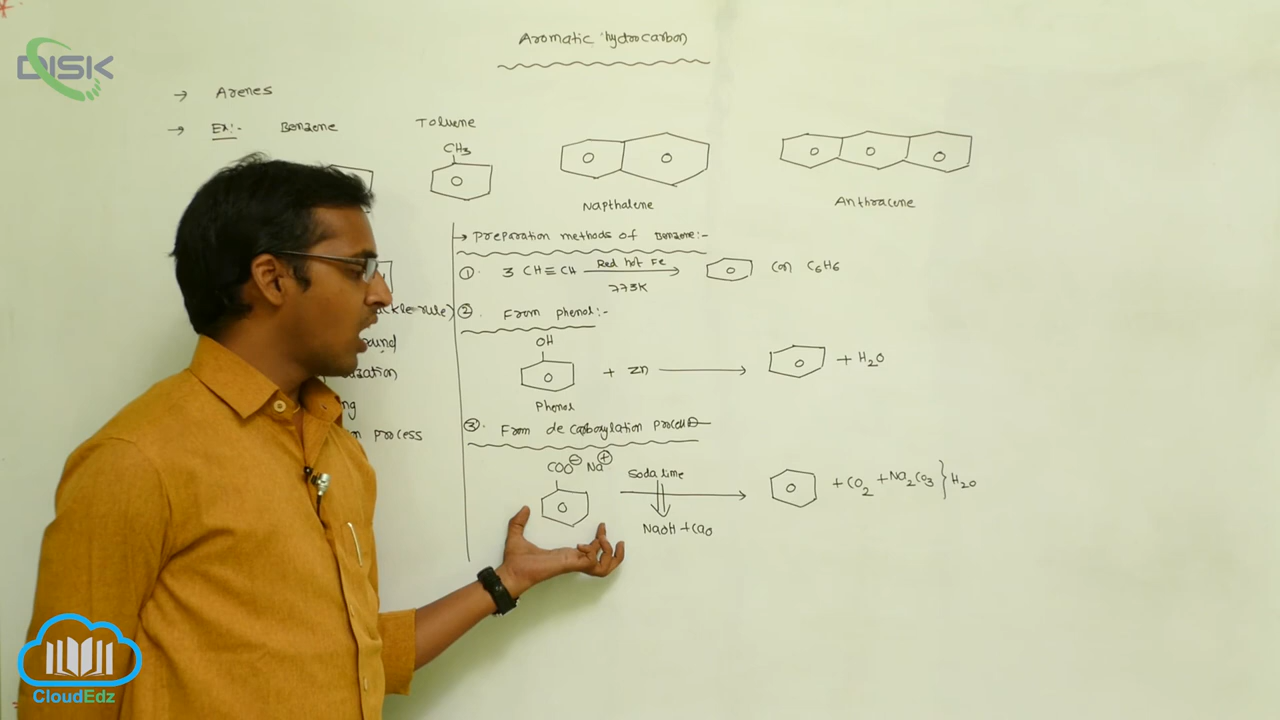 DISK
Aromatic hydrocarbon
→ Arenes
→ Ex:- Benzene Toluene
CH3
Napthalene Anthracene
→ Preparation methods of Benzene:-
① 3 CH≡CH Red hot Fe 773K (or) C6H6
② From phenol:-
OH
+ Zn + H2O
Phenol
③ From decarboxylation process
COO⊖ Na⊕ Soda lime + CO2 + Na2CO3 } H2O
NaOH + CaO
rule)
process
CloudEdz